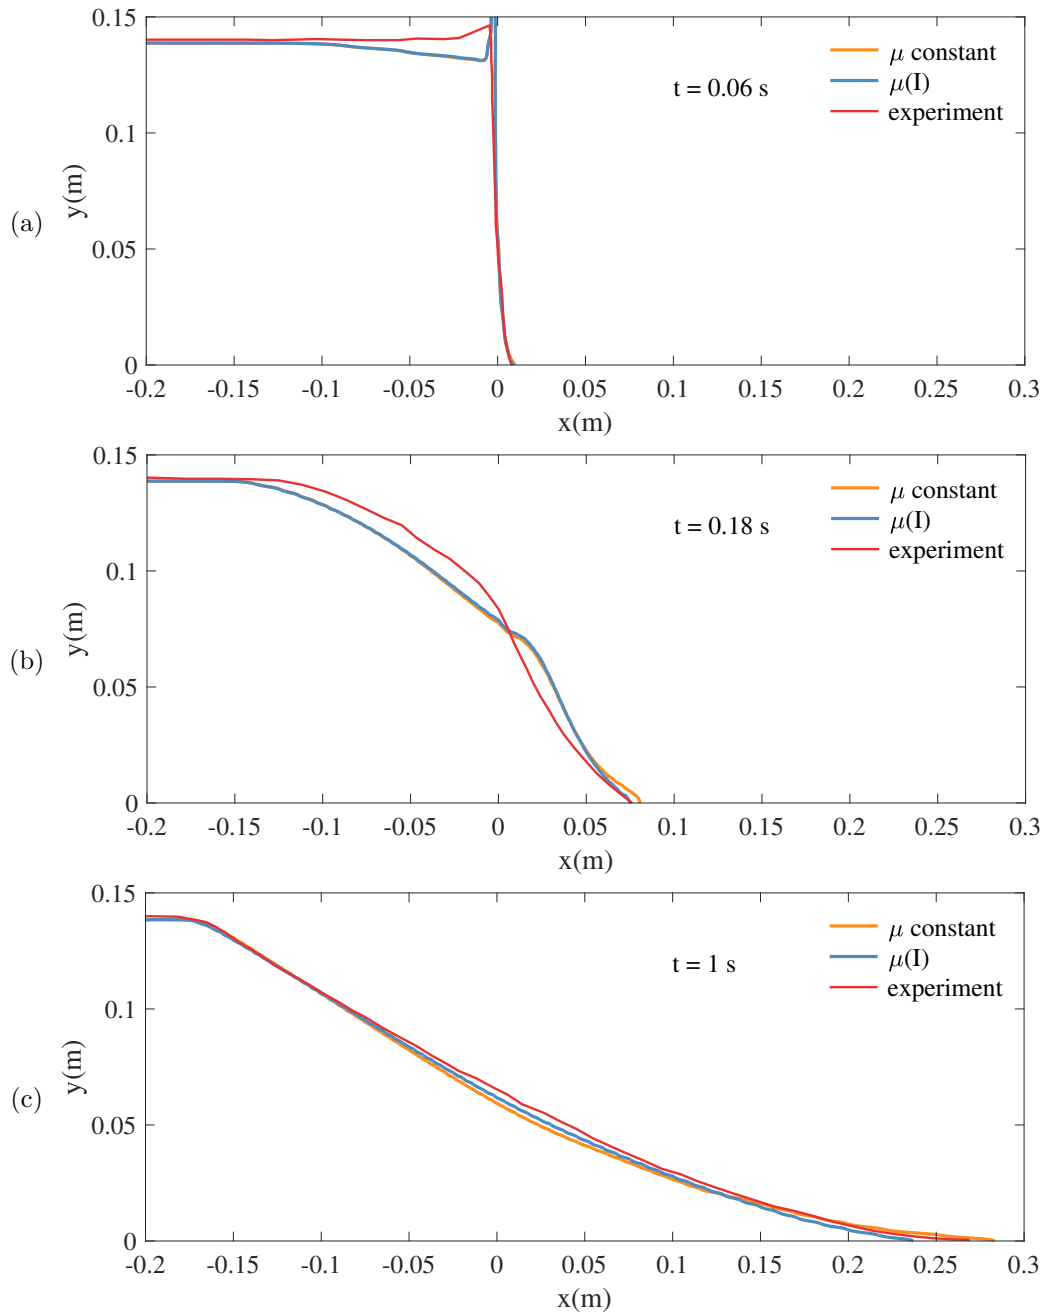 (a)
y(m)
0.15
0.1
0.05
0
t = 0.06 s
μ constant
μ(I)
experiment
-0.2 -0.15 -0.1 -0.05 0 0.05 0.1 0.15 0.2 0.25 0.3
x(m)
(b)
y(m)
0.15
0.1
0.05
0
t = 0.18 s
μ constant
μ(I)
experiment
-0.2 -0.15 -0.1 -0.05 0 0.05 0.1 0.15 0.2 0.25 0.3
x(m)
(c)
y(m)
0.15
0.1
0.05
0
t = 1 s
μ constant
μ(I)
experiment
-0.2 -0.15 -0.1 -0.05 0 0.05 0.1 0.15 0.2 0.25 0.3
x(m)